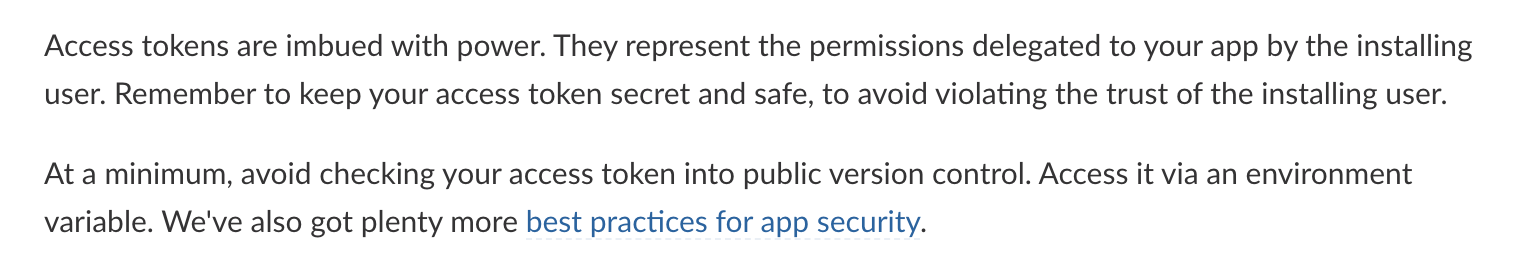 Access tokens are imbued with power. They represent the permissions delegated to your app by the installing
user. Remember to keep your access token secret and safe, to avoid violating the trust of the installing user.
At a minimum, avoid checking your access token into public version control. Access it via an environment
variable. We've also got plenty more best practices for app security.